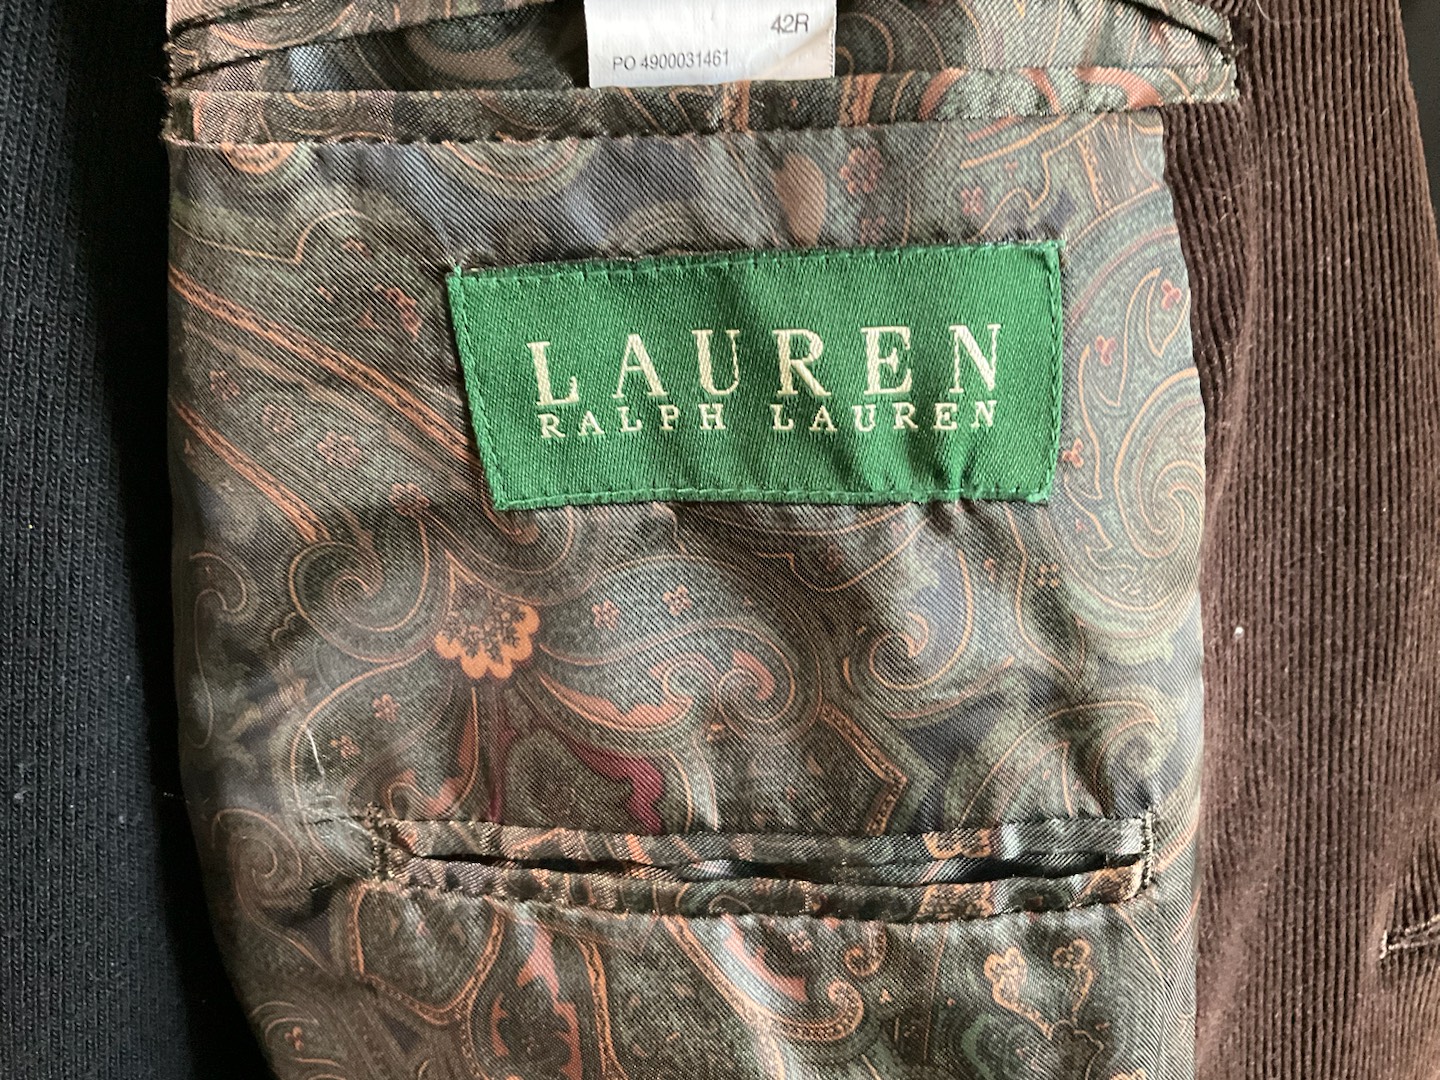 42R
PO 4900031461
LAUREN
RALPH LAUREN